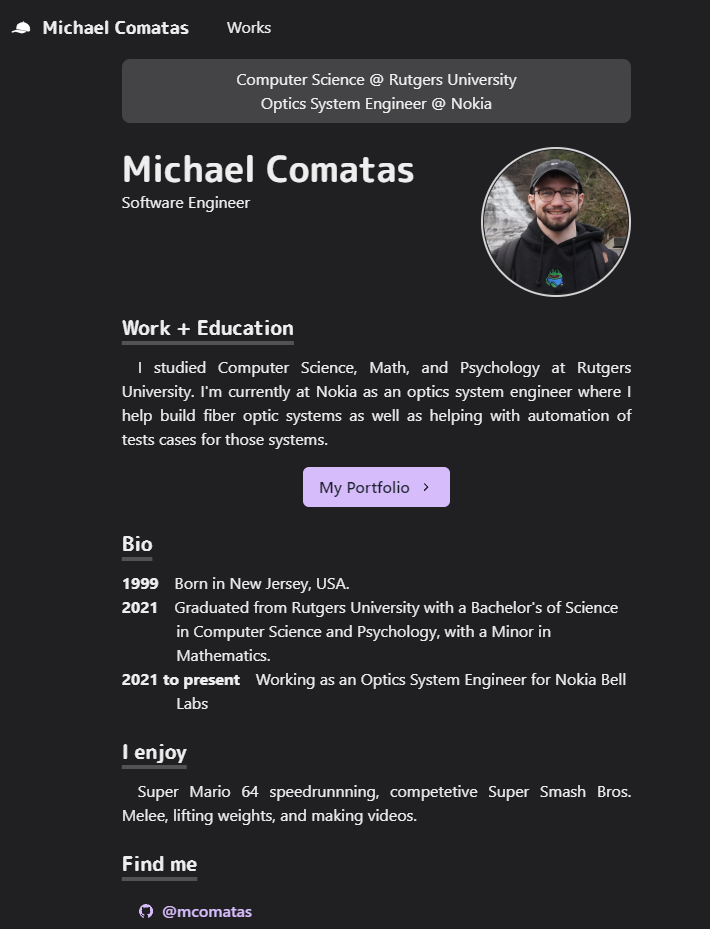 Michael Comatas Works
Computer Science @ Rutgers University
Optics System Engineer @ Nokia
Michael Comatas
Software Engineer
Work + Education
I studied Computer Science, Math, and Psychology at Rutgers
University. I'm currently at Nokia as an optics system engineer where I
help build fiber optic systems as well as helping with automation of
tests cases for those systems.
My Portfolio
Bio
1999 Born in New Jersey, USA.
2021 Graduated from Rutgers University with a Bachelor's of Science
in Computer Science and Psychology, with a Minor in
Mathematics.
2021 to present Working as an Optics System Engineer for Nokia Bell
Labs
I enjoy
Super Mario 64 speedrunnning, competetive Super Smash Bros.
Melee, lifting weights, and making videos.
Find me
@mcomatas